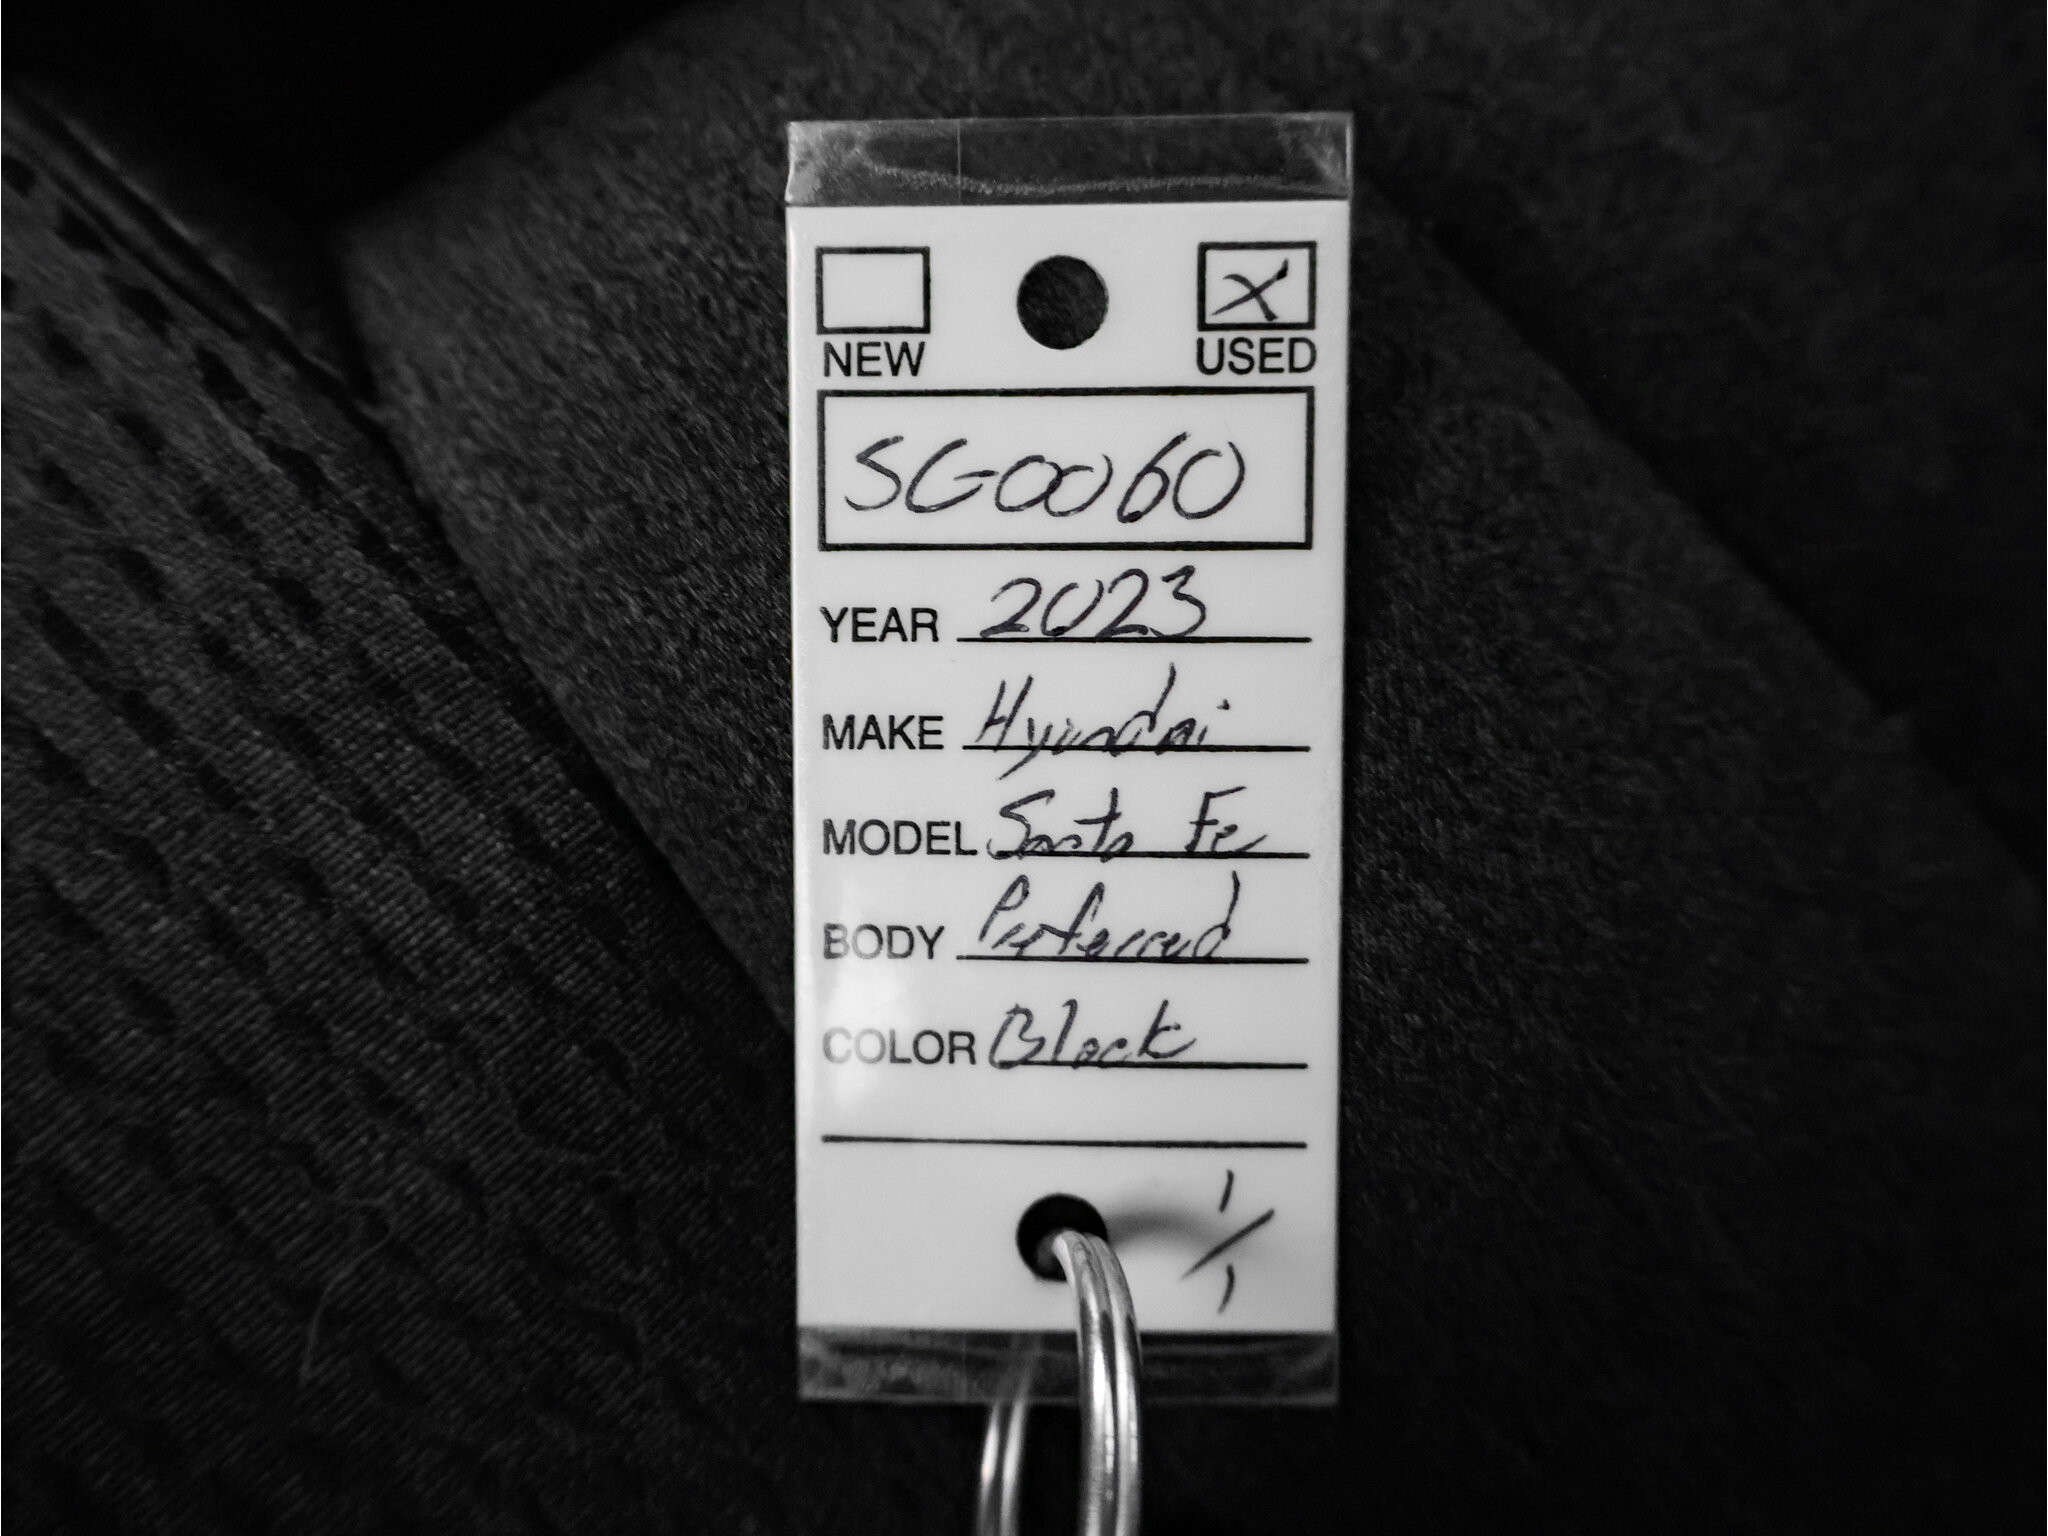 X
NEW USED
SG0060
YEAR 2023
MAKE Hyundai
MODEL Santa Fe
BODY Preferred
COLOR Black
1/1